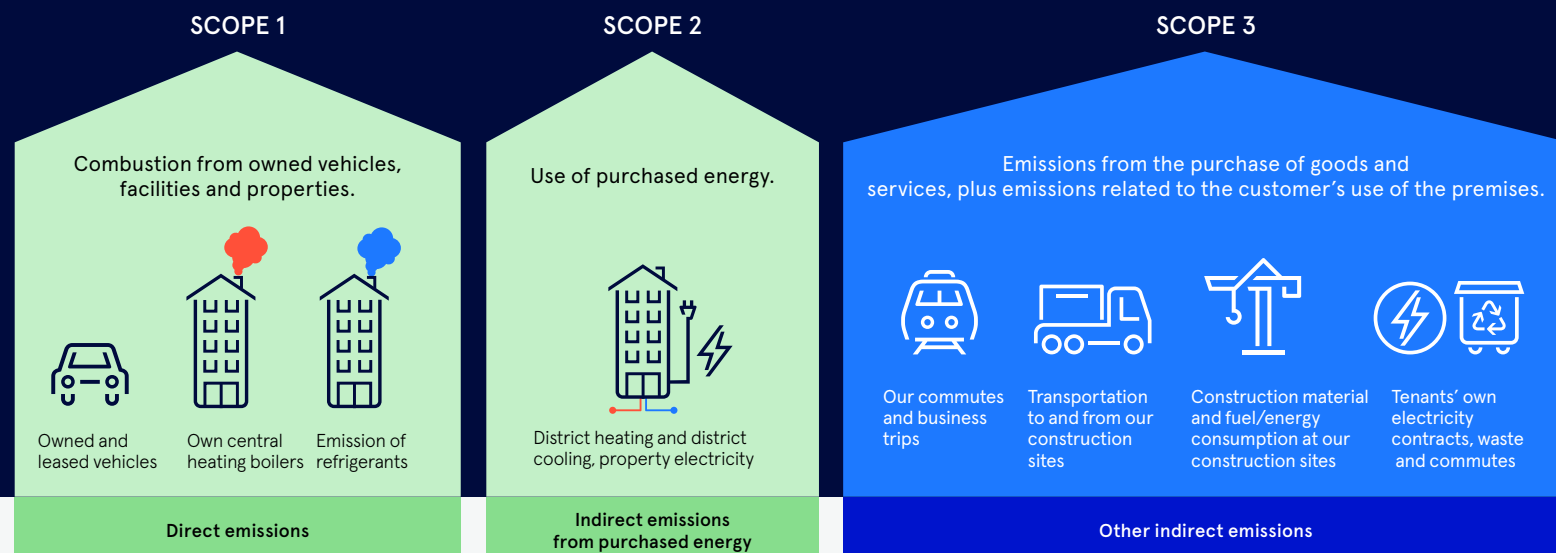 SCOPE 1
Combustion from owned vehicles,
facilities and properties.
Owned and
leased vehicles
Own central
heating boilers
Emission of
refrigerants
Direct emissions
SCOPE 2
Use of purchased energy.
District heating and district
cooling, property electricity
Indirect emissions
from purchased energy
SCOPE 3
Emissions from the purchase of goods and
services, plus emissions related to the customer’s use of the premises.
Our commutes
and business
trips
Transportation
to and from our
construction
sites
Construction material
and fuel/energy
consumption at our
construction sites
Tenants’ own
electricity
contracts, waste
and commutes
Other indirect emissions